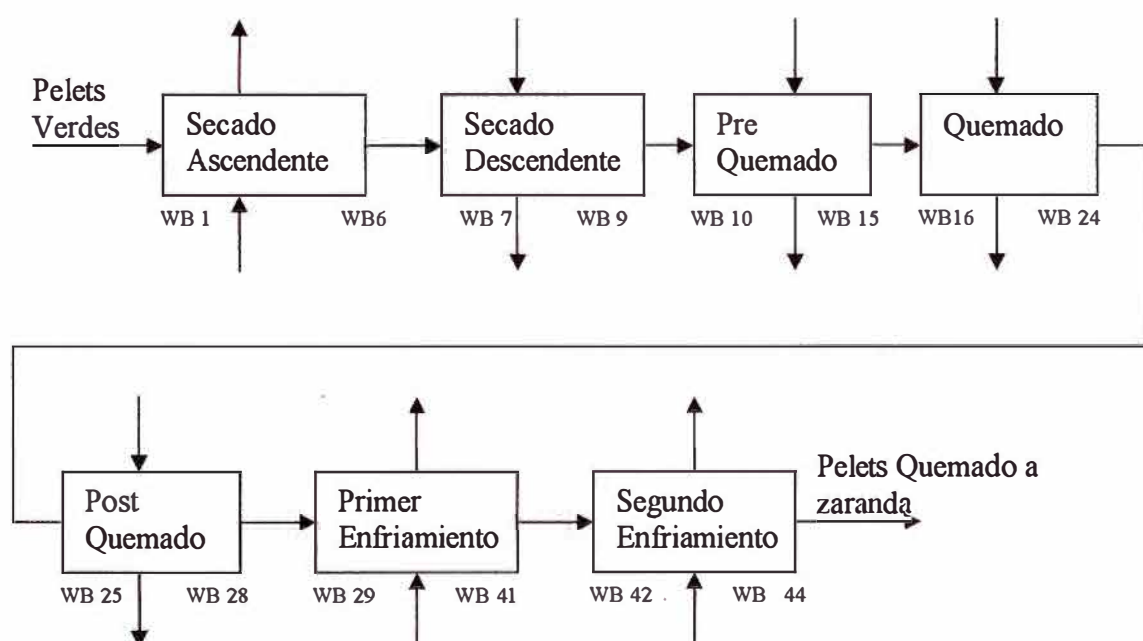 Pelets
Verdes
Secado
Ascendente
WB 1
WB6
Secado
Descendente
WB 7
WB 9
Pre
Quemado
WB 10
WB 15
Quemado
WB16
WB 24
Post
Quemado
WB 25
WB 28
Primer
Enfriamiento
WB 29
WB 41
Segundo
Enfriamiento
WB 42
WB 44
Pelets Quemado a
zaranda